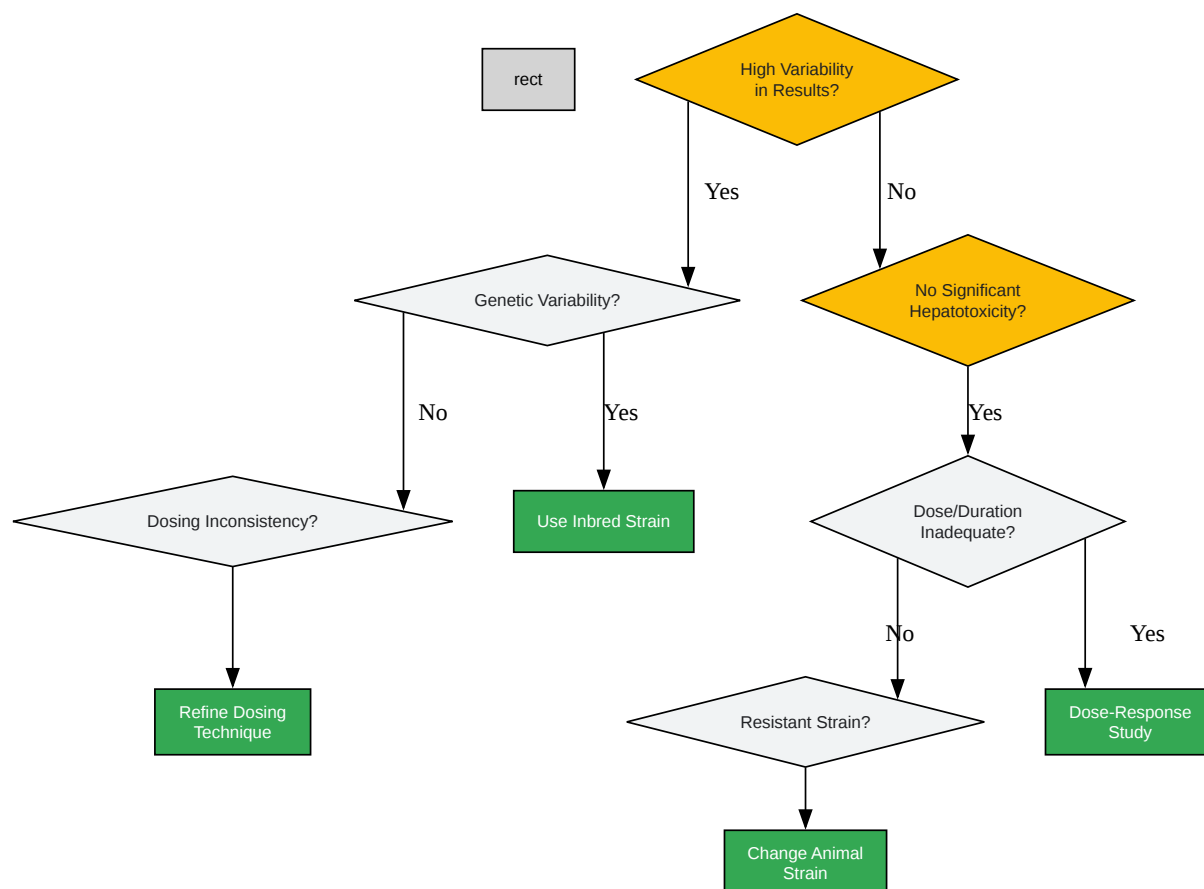 rect
High Variability
in Results?
Yes
No
Genetic Variability?
No Significant
Hepatotoxicity?
No
Yes
Yes
Dosing Inconsistency?
Use Inbred Strain
Dose/Duration
Inadequate?
No
Yes
Refine Dosing
Technique
Resistant Strain?
Dose-Response
Study
Change Animal
Strain